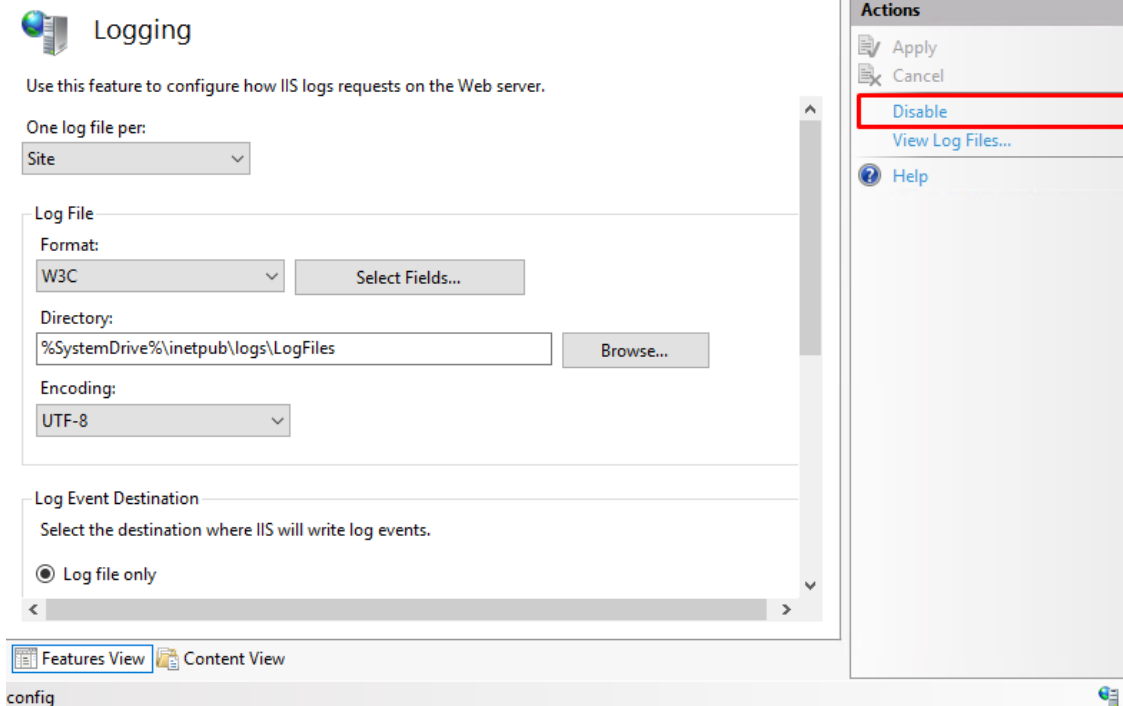 Logging
Use this feature to configure how IIS logs requests on the Web server.
One log file per:
Site
Log File
Format:
W3C
Select Fields...
Directory:
%SystemDrive%\inetpub\logs\LogFiles
Browse...
Encoding:
UTF-8
Log Event Destination
Select the destination where IIS will write log events.
Log file only
Features View
Content View
config
Actions
Apply
Cancel
Disable
View Log Files...
Help